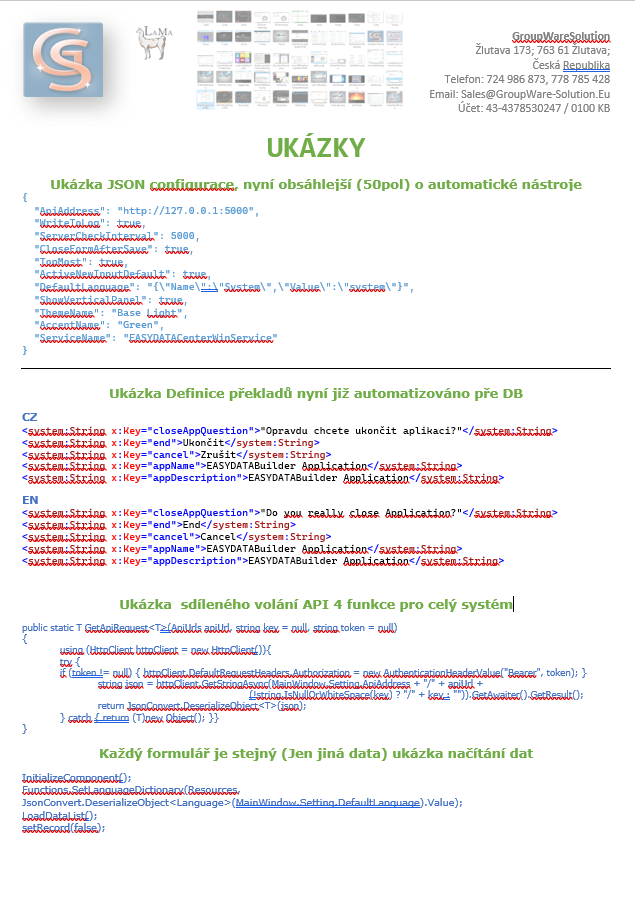 LaMa
GroupWareSolution
Žlutava 173; 763 61 Žlutava;
Česká Republika
Telefon: 724 986 873, 778 785 428
Email: Sales@GroupWare-Solution.Eu
Účet: 43-4378530247 / 0100 KB
UKÁZKY
Ukázka JSON configurace, nyní obsáhlejší (50pol) o automatické nástroje
{
"ApiAddress": "http://127.0.0.1:5000",
"WriteToLog": true,
"ServerCheckInterval": 5000,
"CloseFormAfterSave": true,
"TopMost": true,
"ActiveNewInputDefault": true,
"DefaultLanguage": "{\"Name\":\"System\",\"Value\":\"system\"}",
"ShowVerticalPanel": true,
"ThemeName": "Base Light",
"AccentName": "Green",
"ServiceName": "EASYDATACenterWinService"
}
Ukázka Definice překladů nyní již automatizováno pře DB
CZ
<system:String x:Key="closeAppQuestion">"Opravdu chcete ukončit aplikaci?"</system:String>
<system:String x:Key="end">Ukončit</system:String>
<system:String x:Key="cancel">Zrušit</system:String>
<system:String x:Key="appName">EASYDATABuilder Application</system:String>
<system:String x:Key="appDescription">EASYDATABuilder Application</system:String>
EN
<system:String x:Key="closeAppQuestion">"Do you really close Application?"</system:String>
<system:String x:Key="end">End</system:String>
<system:String x:Key="cancel">Cancel</system:String>
<system:String x:Key="appName">EASYDATABuilder Application</system:String>
<system:String x:Key="appDescription">EASYDATABuilder Application</system:String>
Ukázka  sdíleného volání API 4 funkce pro celý systém
public static T GetApiRequest<T>(ApiUrls apiUrl, string key = null, string token = null)
{
using (HttpClient httpClient = new HttpClient()){
try {
if (token != null) { httpClient.DefaultRequestHeaders.Authorization = new AuthenticationHeaderValue("Bearer", token); }
string json = httpClient.GetStringAsync(MainWindow.Setting.ApiAddress + "/" + apiUrl +
(!string.IsNullOrWhiteSpace(key) ? "/" + key : "")).GetAwaiter().GetResult();
return JsonConvert.DeserializeObject<T>(json);
} catch { return (T)new Object(); }}
}
Každý formulář je stejný (Jen jiná data) ukázka načítání dat
InitializeComponent();
Functions.SetLanguageDictionary(Resources,
JsonConvert.DeserializeObject<Language>(MainWindow.Setting.DefaultLanguage).Value);
LoadDataList();
setRecord(false);